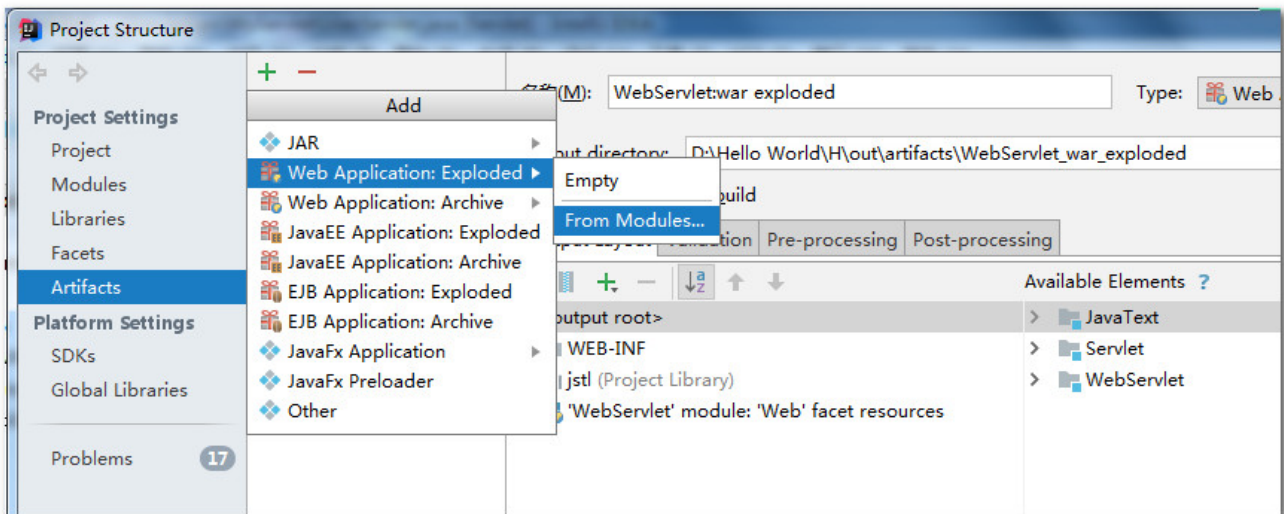 Project Structure
Project Settings
Project
Modules
Libraries
Facets
Artifacts
Platform Settings
SDKs
Global Libraries
Problems 17
Add
JAR
Web Application: Exploded
Web Application: Archive
JavaEE Application: Exploded
JavaEE Application: Archive
EJB Application: Exploded
EJB Application: Archive
JavaFx Application
JavaFx Preloader
Other
Empty
From Modules...
(M): WebServlet:war exploded Type: Web
directory: D:\Hello World\H\out\artifacts\WebServlet_war_exploded
build
Pre-processing Post-processing
Available Elements ?
output root>
WEB-INF
jstl (Project Library)
'WebServlet' module: 'Web' facet resources
JavaText
Servlet
WebServlet